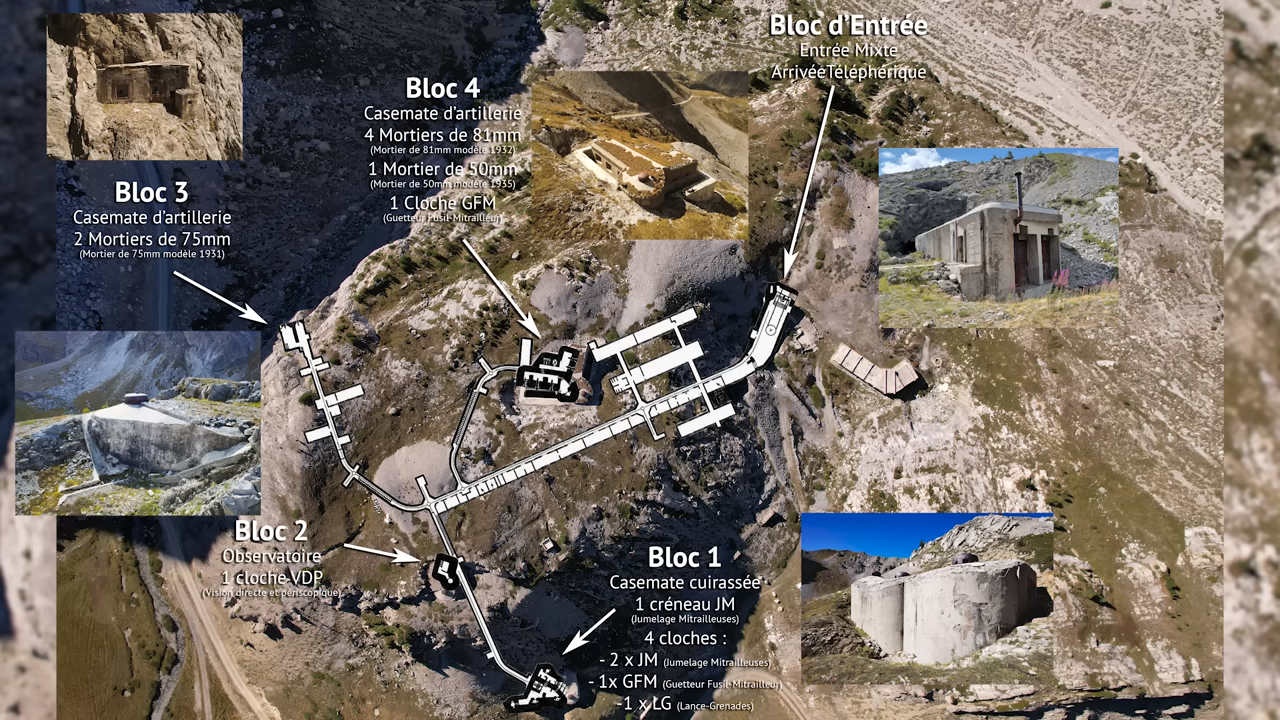 Bloc d'Entrée
Entrée Mixte
ArrivéeTéléphérique
Bloc 4
Casemate d'artillerie
4 Mortiers de 81mm
(Mortier de 81mm modèle 1932)
1 Mortier de 50mm
(Mortier de 50mm modèle 1935)
1 Cloche GFM
(Guetteur Fusil-Mitrailleur)
Bloc 3
Casemate d'artillerie
2 Mortiers de 75mm
(Mortier de 75mm modèle 1931)
Bloc 2
Observatoire
1 cloche VDP
(Vision directe et périscopique)
Bloc 1
Casemate cuirassée
1 créneau JM
(Jumelage Mitrailleuses)
4 cloches :
- 2 x JM (Jumelage Mitrailleuses)
- 1x GFM (Guetteur Fusil-Mitrailleur)
-1 x LG (Lance-Grenades)